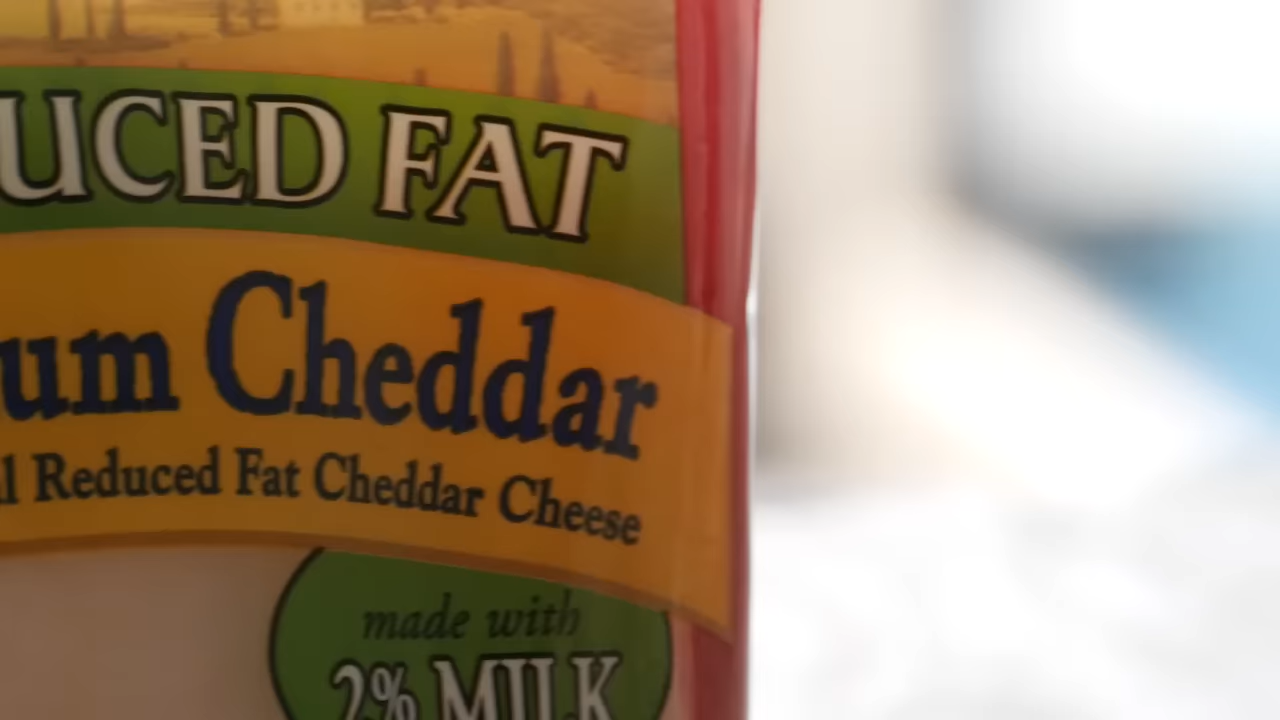 UCED FAT
um Cheddar
l Reduced Fat Cheddar Cheese
made with
2% MILK